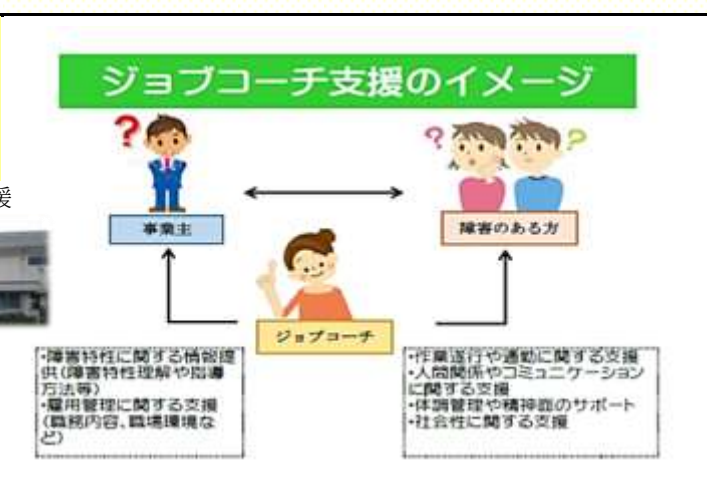 ジョブコーチ支援のイメージ
?
? ?
援
事業主
障害のある方
ジョブコーチ
・障害特性に関する情報提
供(障害特性理解や指導
方法等)
・雇用管理に関する支援
(職務内容、職場環境な
ど)
・作業遂行や通勤に関する支援
・人間関係やコミュニケーション
に関する支援
・体調管理や精神面のサポート
・社会性に関する支援